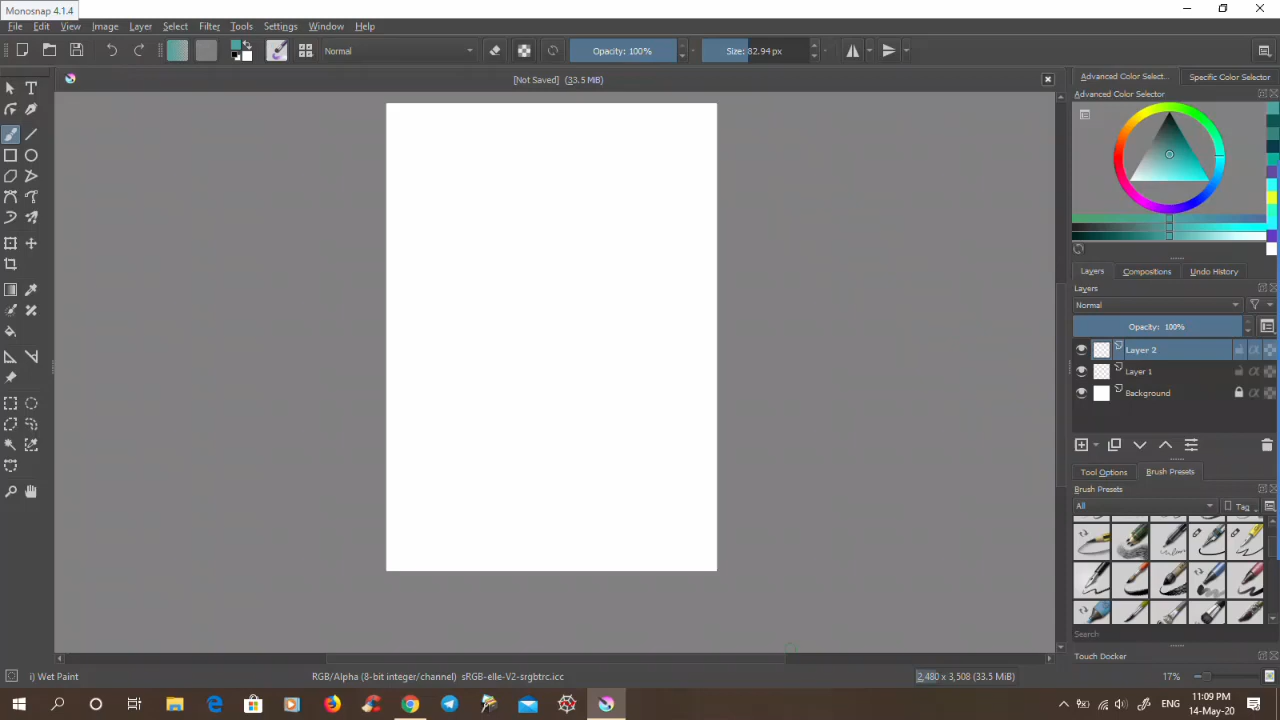 Monosnap 4.1.4
File Edit View Image Layer Select Filter Tools Settings Window Help
Normal Opacity: 100% Size: 82.94 px
[Not Saved] (33.5 MiB)
Advanced Color Select... Specific Color Selector
Advanced Color Selector
Layers Compositions Undo History
Layers
Normal
Opacity: 100%
Layer 2
Layer 1
Background
Tool Options Brush Presets
Brush Presets
All Tag
Search
Touch Docker
i) Wet Paint RGB/Alpha (8-bit integer/channel) sRGB-elle-V2-srgbtrc.icc 2,480 x 3,508 (33.5 MiB) 17%
ENG 11:09 PM
14-May-20